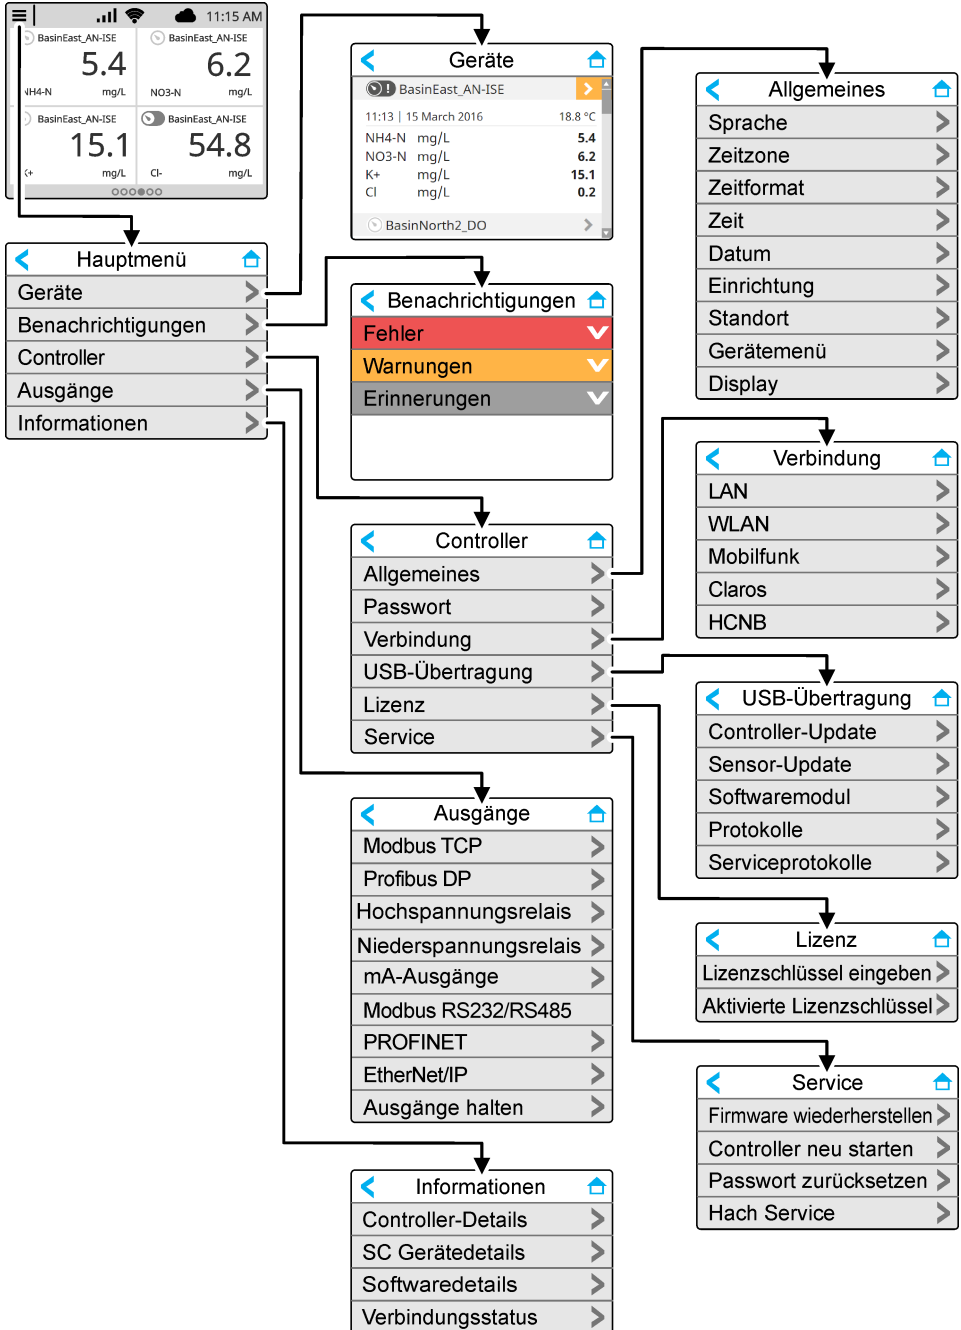 11:15 AM
BasinEast_AN-ISE
5.4
NH4-N mg/L
BasinEast_AN-ISE
6.2
NO3-N mg/L
BasinEast_AN-ISE
15.1
K+ mg/L
BasinEast_AN-ISE
54.8
Cl- mg/L
Hauptmenü
Geräte
Benachrichtigungen
Controller
Ausgänge
Informationen
Geräte
BasinEast_AN-ISE
11:13 | 15 March 2016 18.8 °C
NH4-N mg/L 5.4
NO3-N mg/L 6.2
K+ mg/L 15.1
Cl mg/L 0.2
BasinNorth2_DO
Benachrichtigungen
Fehler
Warnungen
Erinnerungen
Controller
Allgemeines
Passwort
Verbindung
USB-Übertragung
Lizenz
Service
Ausgänge
Modbus TCP
Profibus DP
Hochspannungsrelais
Niederspannungsrelais
mA-Ausgänge
Modbus RS232/RS485
PROFINET
EtherNet/IP
Ausgänge halten
Informationen
Controller-Details
SC Gerätedetails
Softwaredetails
Verbindungsstatus
Allgemeines
Sprache
Zeitzone
Zeitformat
Zeit
Datum
Einrichtung
Standort
Gerätemenü
Display
Verbindung
LAN
WLAN
Mobilfunk
Claros
HCNB
USB-Übertragung
Controller-Update
Sensor-Update
Softwaremodul
Protokolle
Serviceprotokolle
Lizenz
Lizenzschlüssel eingeben
Aktivierte Lizenzschlüssel
Service
Firmware wiederherstellen
Controller neu starten
Passwort zurücksetzen
Hach Service